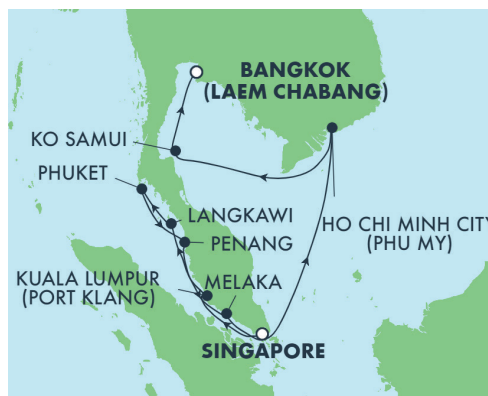 BANGKOK
(LAEM CHABANG)
KO SAMUI
PHUKET
LANGKAWI
PENANG
HO CHI MINH CITY
(PHU MY)
KUALA LUMPUR
(PORT KLANG)
MELAKA
SINGAPORE